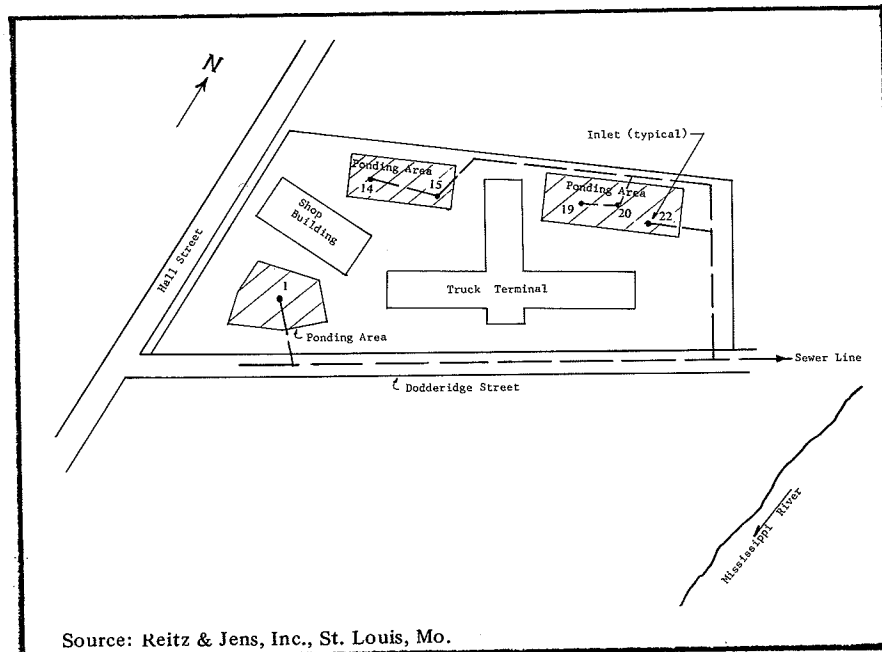 N
Inlet (typical)
Ponding Area
14
15
Ponding Area
19
20
22
Shop
Building
Hall Street
1
Truck Terminal
Ponding Area
Sewer Line
Dodderidge Street
Mississippi River
Source: Reitz & Jens, Inc., St. Louis, Mo.